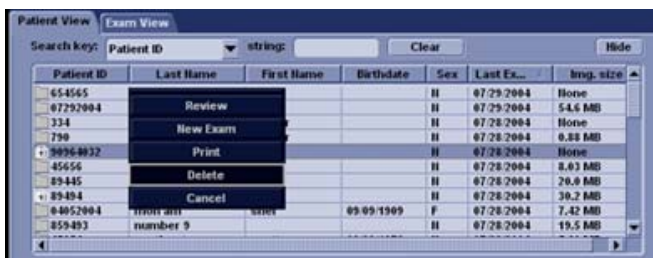 Patient View Exam View
Search key: Patient ID string: Clear Hide
Patient ID Last Name First Name Birthdate Sex Last Ex... Img. size
654565 N 07/29/2004 None
07292004 N 07/29/2004 54.6 MB
334 N 07/28/2004 None
790 N 07/28/2004 0.88 MB
90964032 N 07/28/2004 None
45656 N 07/28/2004 8.03 MB
89445 N 07/28/2004 20.0 MB
89494 N 07/28/2004 30.2 MB
04052004 09/09/1909 F 07/28/2004 7.42 MB
859493 number 9 N 07/28/2004 19.5 MB
Review
New Exam
Print
Delete
Cancel